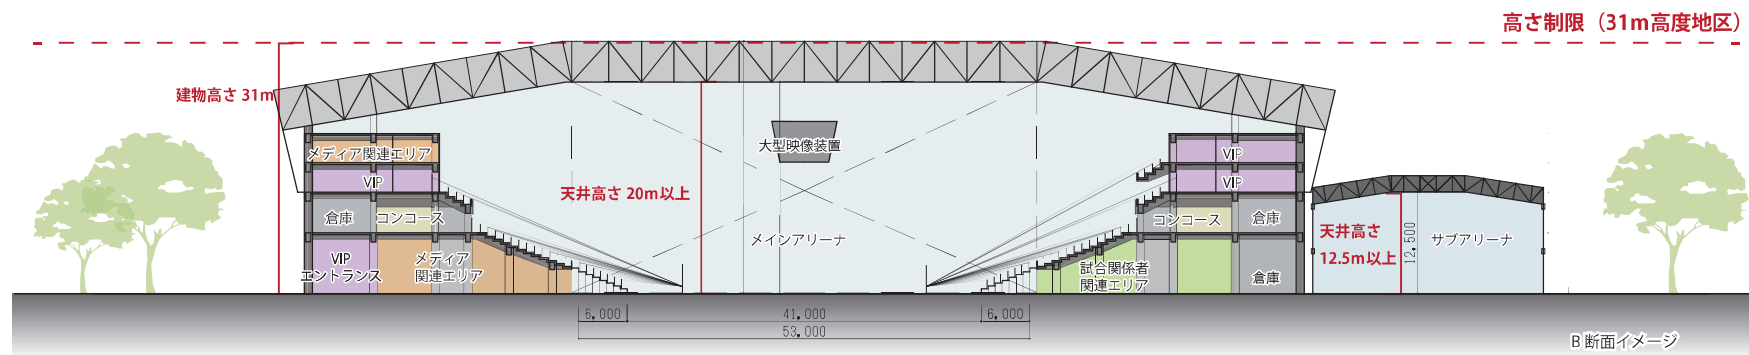 高さ制限（31m高度地区）
建物高さ 31m
メディア関連エリア
VIP
倉庫
コンコース
VIP
エントランス
メディア
関連エリア
天井高さ 20m以上
大型映像装置
メインアリーナ
VIP
VIP
コンコース
倉庫
試合関係者
関連エリア
倉庫
天井高さ
12.5m以上
12,500
サブアリーナ
6,000
41,000
6,000
53,000
B 断面イメージ